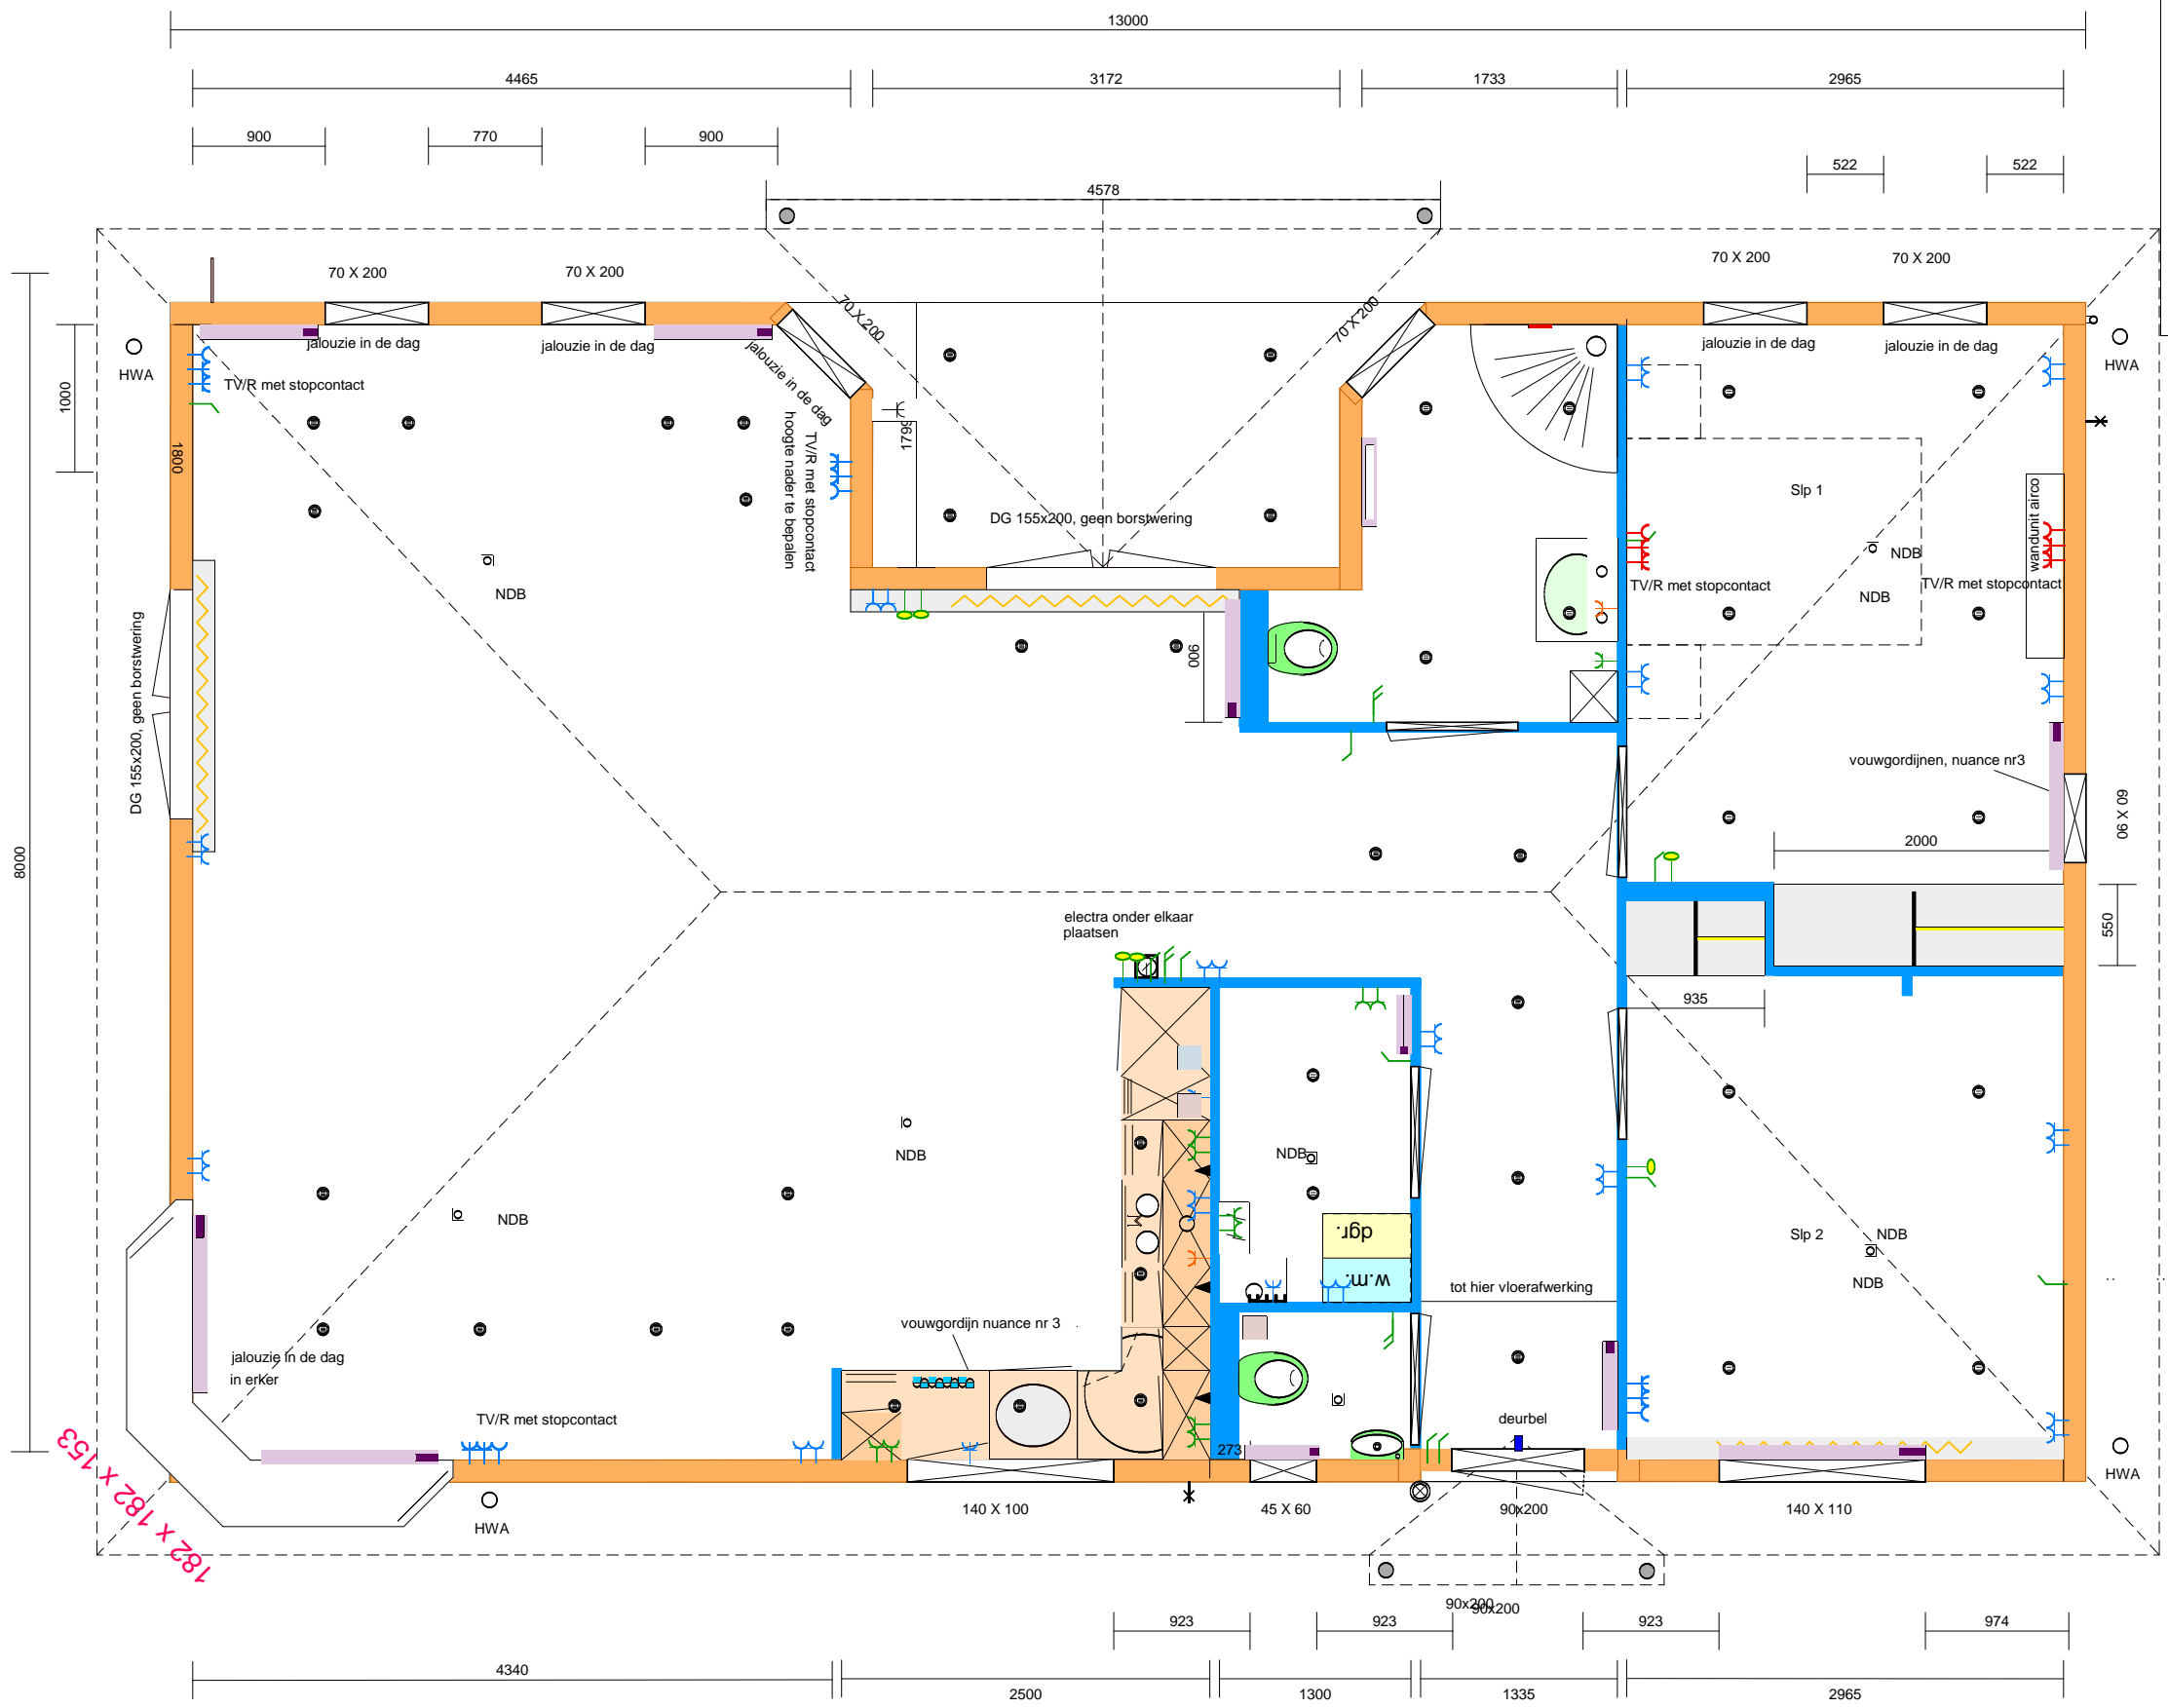 13000
4465
3172
1733
2965
900
770
900
522
522
4578
70 X 200
70 X 200
70 X 200
70 X 200
70 X 200
70 X 200
jalouzie in de dag
jalouzie in de dag
jalouzie in de dag
jalouzie in de dag
jalouzie in de dag
HWA
HWA
1000
TV/R met stopcontact
1800
1799
TV/R met stopcontact
hoogte nader te bepalen
DG 155x200, geen borstwering
Slp 1
wandunit airco
NDB
NDB
NDB
TV/R met stopcontact
TV/R met stopcontact
DG 155x200, geen borstwering
900
vouwgordijnen, nuance nr3
60 X 90
2000
8000
electra onder elkaar
plaatsen
550
935
NDB
NDB
NDB
dgr.
w.m.
Slp 2
NDB
NDB
tot hier vloerafwerking
vouwgordijn nuance nr 3
jalouzie in de dag
in erker
TV/R met stopcontact
deurbel
273
182 x 182 x 153
HWA
HWA
140 X 100
45 X 60
90x200
140 X 110
90x200
90x200
923
923
923
974
4340
2500
1300
1335
2965